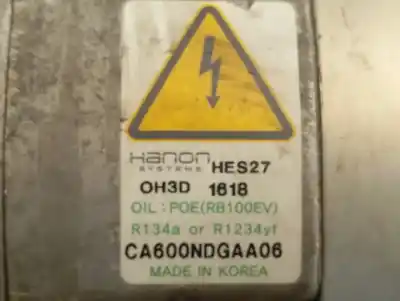 Hanon
SYSTEMS
HES27
OH3D 1618
OIL : POE(RB100EV)
R134a or R1234yf
CA600NDGAA06
MADE IN KOREA